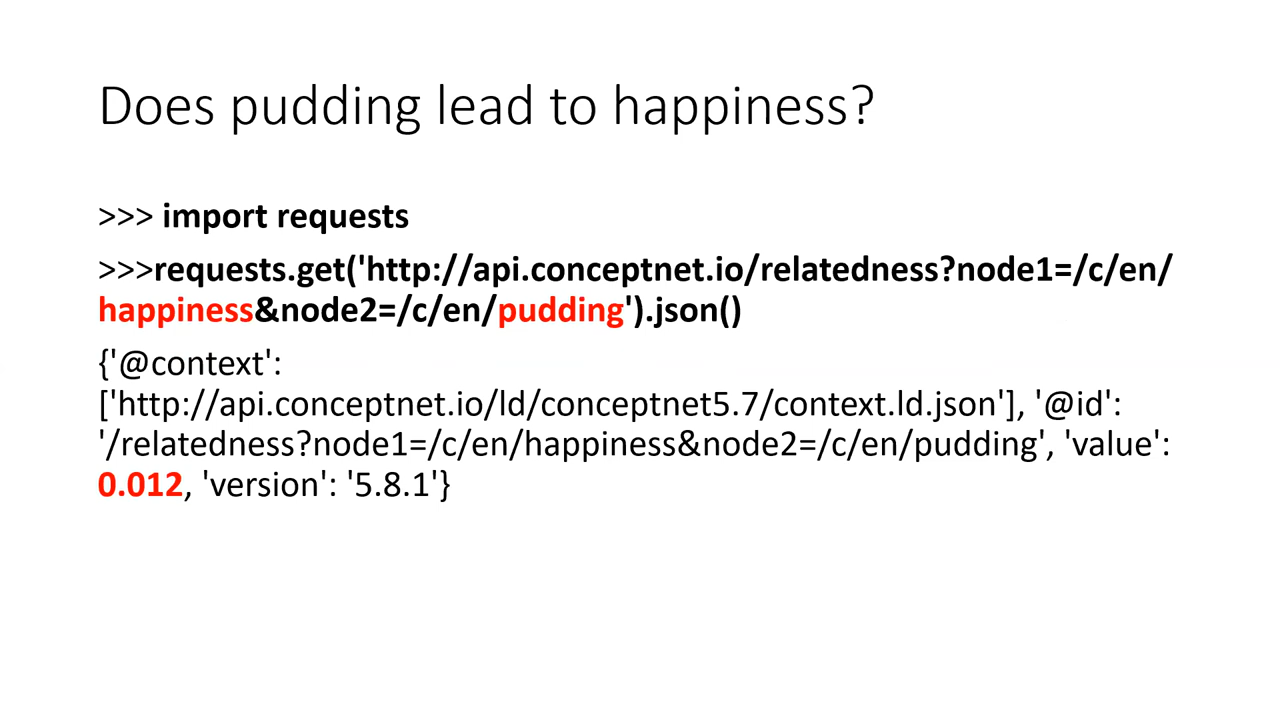 Does pudding lead to happiness?
>>> import requests
>>>requests.get('http://api.conceptnet.io/relatedness?node1=/c/en/
happiness&node2=/c/en/pudding').json()
{'@context':
['http://api.conceptnet.io/ld/conceptnet5.7/context.ld.json'], '@id':
'/relatedness?node1=/c/en/happiness&node2=/c/en/pudding', 'value':
0.012, 'version': '5.8.1'}